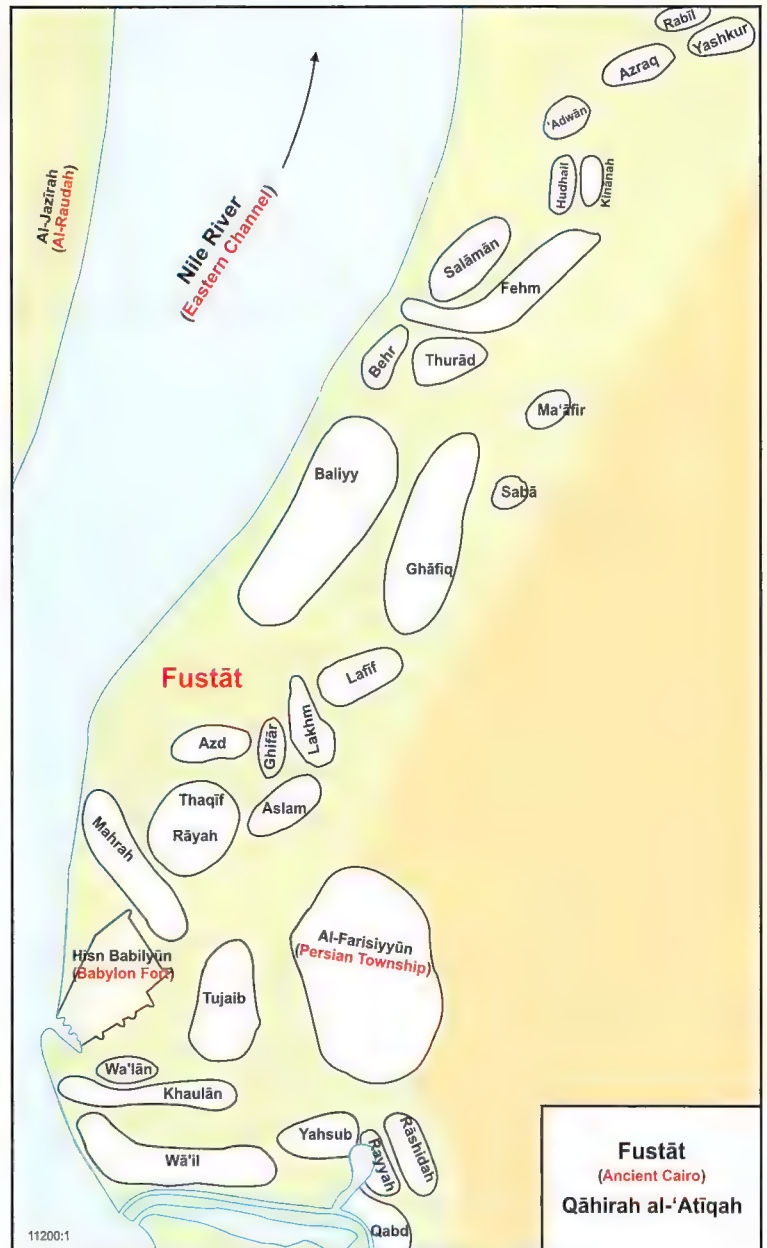 Rabīl
Yashkur
Azraq
'Adwān
Hudhail
Kinānah
Al-Jazīrah
(Al-Raudah)
Nile River
(Eastern Channel)
Salāmān
Fehm
Behr
Thurād
Ma'āfir
Baliyy
Sabā
Ghāfiq
Lafīf
Fustāt
Lakhm
Ghifār
Azd
Thaqīf
Rāyah
Aslam
Mahrah
Al-Farisiyyūn
(Persian Township)
Hisn Babilyūn
(Babylon Fort)
Tujaib
Wa'lān
Khaulān
Wā'il
Yahsub
Rayyah
Rāshidah
Qabd
Fustāt
(Ancient Cairo)
Qāhirah al-'Atīqah
11200:1